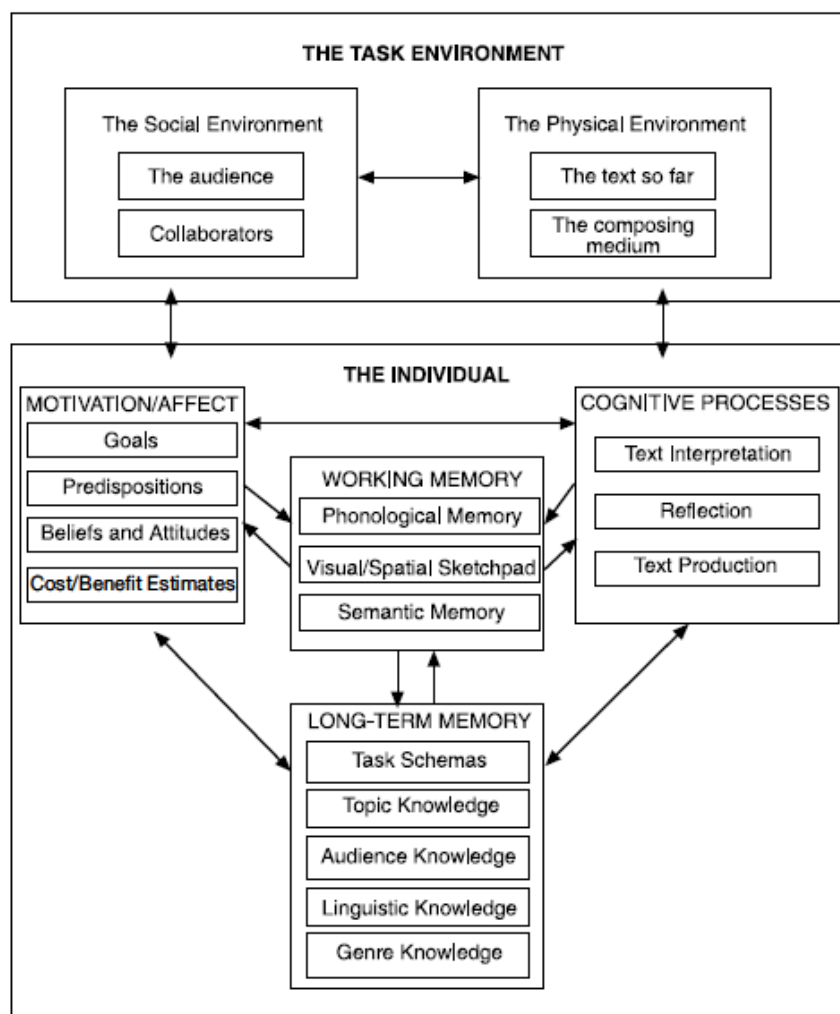 THE TASK ENVIRONMENT
The Social Environment
The audience
Collaborators
The Physical Environment
The text so far
The composing
medium
THE INDIVIDUAL
MOTIVATION/AFFECT
Goals
Predispositions
Beliefs and Attitudes
Cost/Benefit Estimates
WORKING MEMORY
Phonological Memory
Visual/Spatial Sketchpad
Semantic Memory
COGNITIVE PROCESSES
Text Interpretation
Reflection
Text Production
LONG-TERM MEMORY
Task Schemas
Topic Knowledge
Audience Knowledge
Linguistic Knowledge
Genre Knowledge